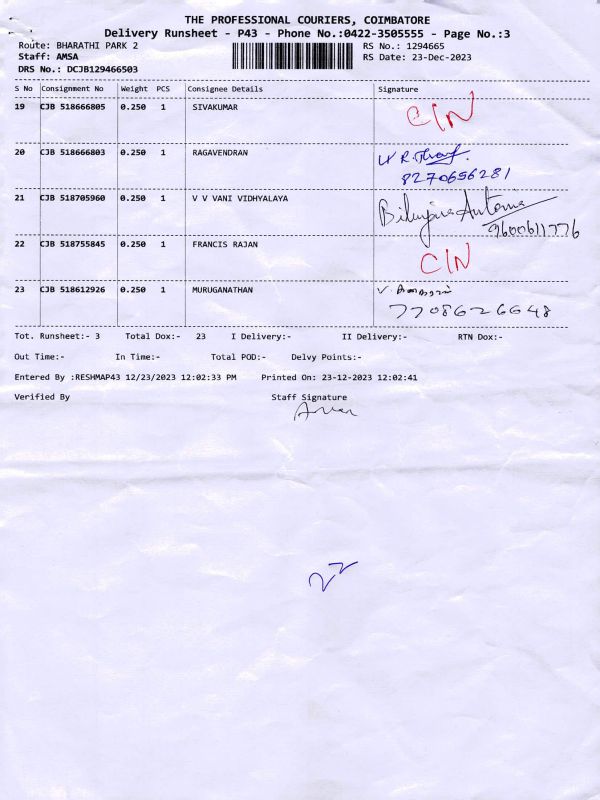 THE PROFESSIONAL COURIERS, COIMBATORE
Delivery Runsheet - P43 - Phone No.:0422-3505555 - Page No.:3
Route: BHARATHI PARK 2 RS No.: 1294665
Staff: AMSA RS Date: 23-Dec-2023
DRS No.: DCJB129466503
S No Consignment No Weight PCS Consignee Details Signature
19 CJB 518666805 0.250 1 SIVAKUMAR CIN
20 CJB 518666803 0.250 1 RAGAVENDRAN
8270656281
21 CJB 518705960 0.250 1 V V VANI VIDHYALAYA
9600611776
22 CJB 518755845 0.250 1 FRANCIS RAJAN CIN
23 CJB 518612926 0.250 1 MURUGANATHAN
7708626648
Tot. Runsheet:- 3 Total Dox:- 23 I Delivery:- II Delivery:- RTN Dox:-
Out Time:- In Time:- Total POD:- Delvy Points:-
Entered By :RESHMAP43 12/23/2023 12:02:33 PM Printed On: 23-12-2023 12:02:41
Verified By Staff Signature
22